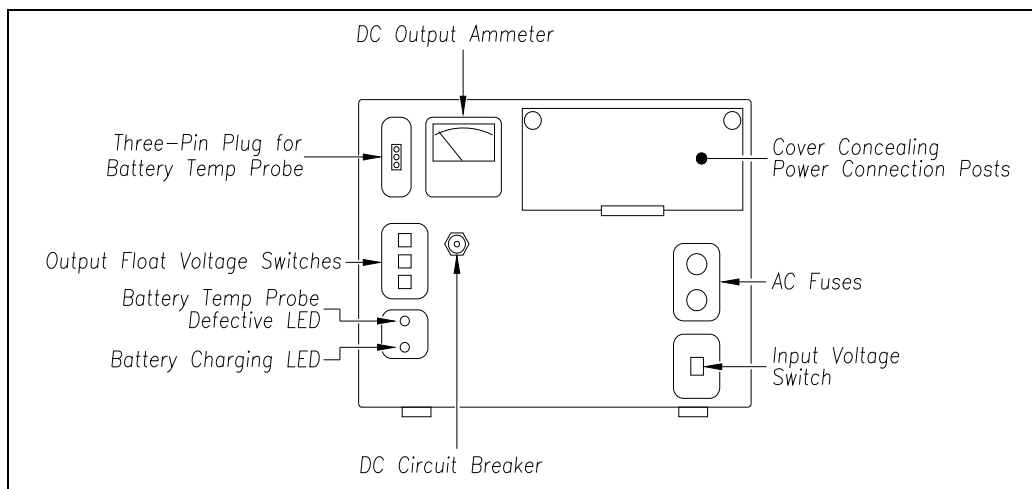 DC Output Ammeter
Three-Pin Plug for
Battery Temp Probe
Cover Concealing
Power Connection Posts
Output Float Voltage Switches
AC Fuses
Battery Temp Probe
Defective LED
Battery Charging LED
Input Voltage
Switch
DC Circuit Breaker